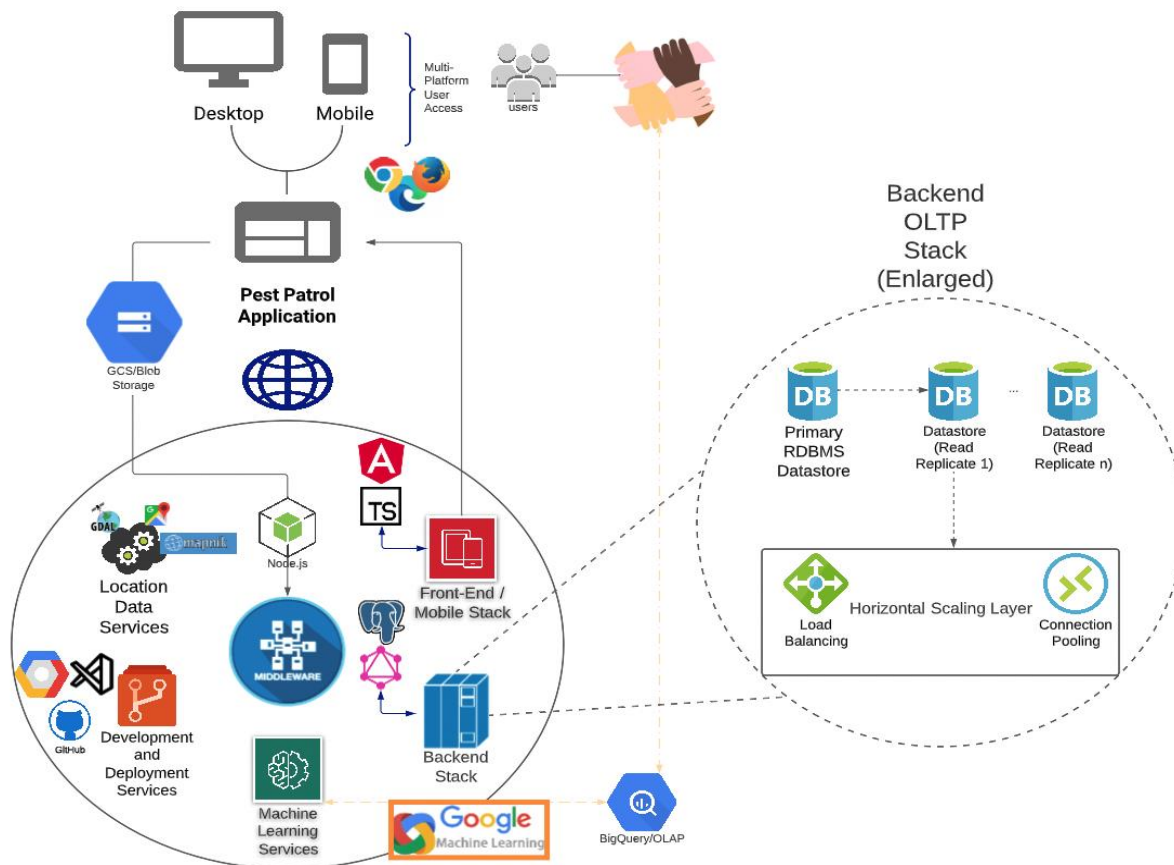 Desktop
Mobile
Multi-
Platform
User
Access
users
Pest Patrol
Application
GCS/Blob
Storage
Backend
OLTP
Stack
(Enlarged)
DB
DB
...
DB
Primary
RDBMS
Datastore
Datastore
(Read
Replicate 1)
Datastore
(Read
Replicate n)
Load
Balancing
Horizontal Scaling Layer
Connection
Pooling
GDAL
G
mapnik
Location
Data
Services
Node.js
A
TS
Front-End /
Mobile Stack
MIDDLEWARE
GitHub
Development
and
Deployment
Services
Backend
Stack
Machine
Learning
Services
Google
Machine Learning
BigQuery/OLAP